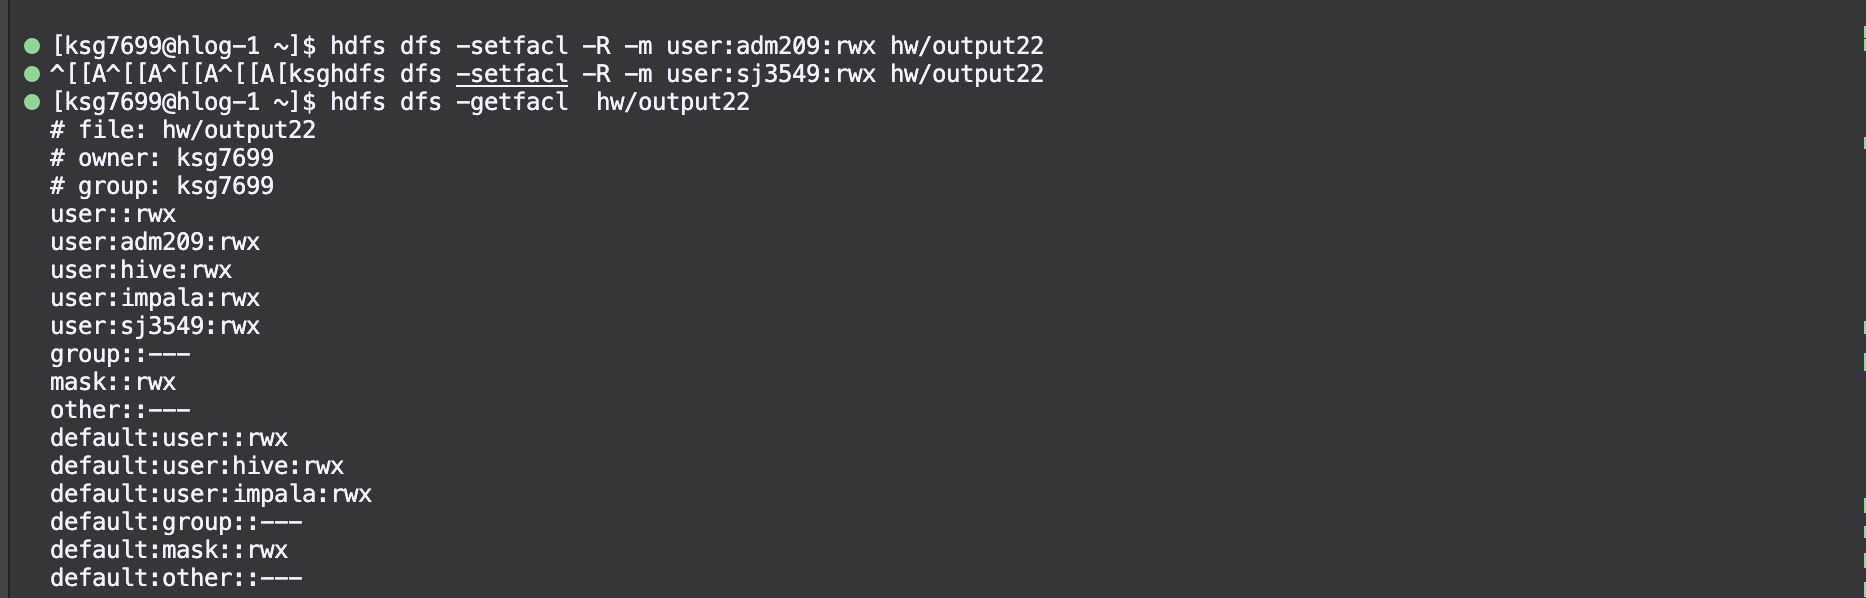 [ksg7699@hlog-1 ~]$ hdfs dfs -setfacl -R -m user:adm209:rwx hw/output22
^[[A^[[A^[[A^[[A[ksghdfs dfs -setfacl -R -m user:sj3549:rwx hw/output22
[ksg7699@hlog-1 ~]$ hdfs dfs -getfacl  hw/output22
# file: hw/output22
# owner: ksg7699
# group: ksg7699
user::rwx
user:adm209:rwx
user:hive:rwx
user:impala:rwx
user:sj3549:rwx
group::---
mask::rwx
other::---
default:user::rwx
default:user:hive:rwx
default:user:impala:rwx
default:group::---
default:mask::rwx
default:other::---